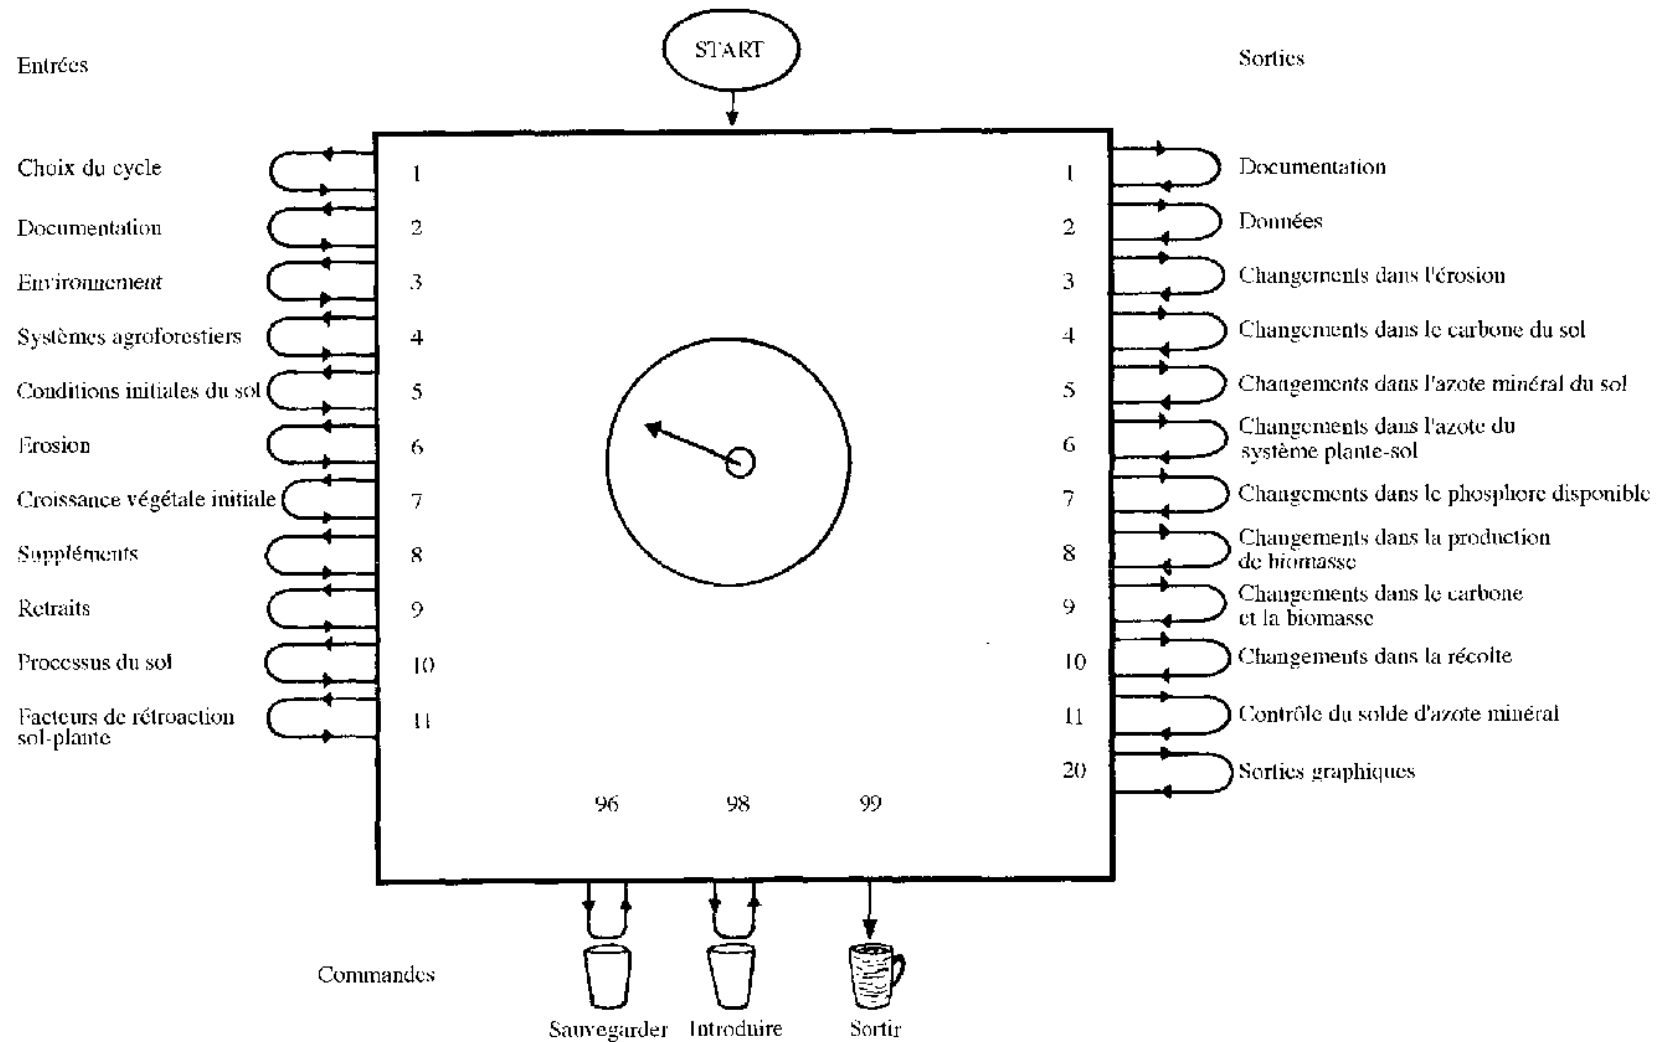 START
Entrées
Sorties
Choix du cycle
1
1
Documentation
Documentation
2
2
Données
Environnement
3
3
Changements dans l'érosion
Systèmes agroforestiers
4
4
Changements dans le carbone du sol
Conditions initiales du sol
5
5
Changements dans l'azote minéral du sol
Erosion
6
6
Changements dans l'azote du
système plante-sol
Croissance végétale initiale
7
7
Changements dans le phosphore disponible
Suppléments
8
8
Changements dans la production
de biomasse
Retraits
9
9
Changements dans le carbone
et la biomasse
Processus du sol
10
10
Changements dans la récolte
Facteurs de rétroaction
sol-plante
11
11
Contrôle du solde d'azote minéral
20
Sorties graphiques
96
98
99
Commandes
Sauvegarder
Introduire
Sortir